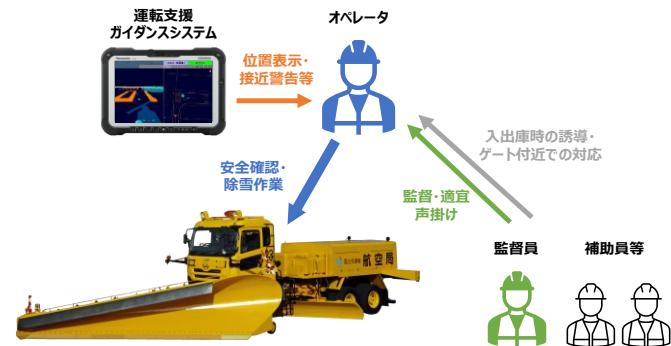 運転支援
ガイダンスシステム
オペレータ
位置表示・
接近警告等
入出庫時の誘導・
ゲート付近での対応
安全確認・
除雪作業
監督・適宜
声掛け
航空局
監督員
補助員等